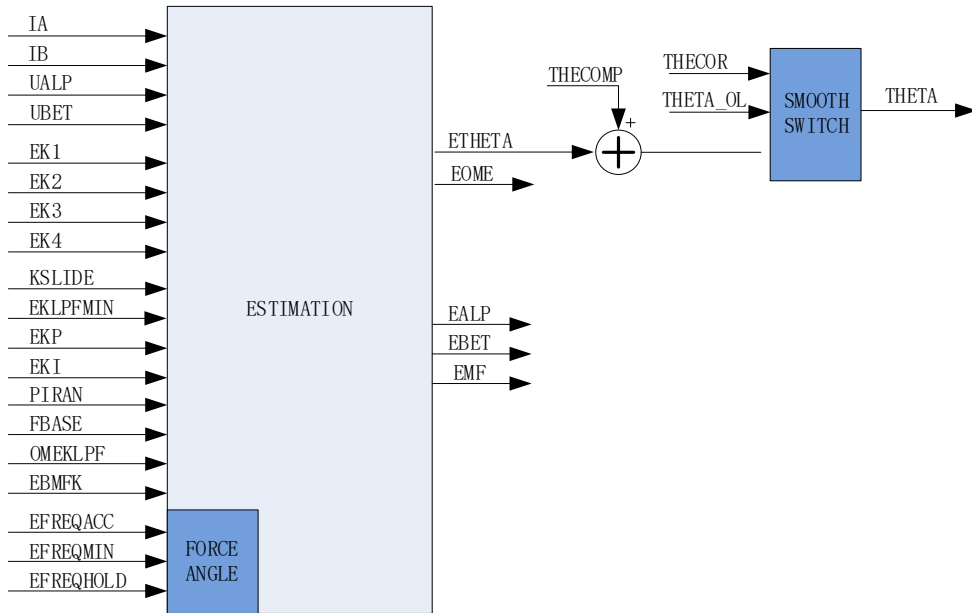 IA
IB
UALP
UBET
EK1
EK2
EK3
EK4
KSLIDE
EKLPFMIN
EKP
EKI
PIRAN
FBASE
OMEKLPF
EBMFK
EFREQACC
EFREQMIN
EFREQHOLD
FORCE
ANGLE
ESTIMATION
ETHETA
EOME
EALP
EBET
EMF
THECOMP
+
THECOR
THETA_OL
SMOOTH
SWITCH
THETA